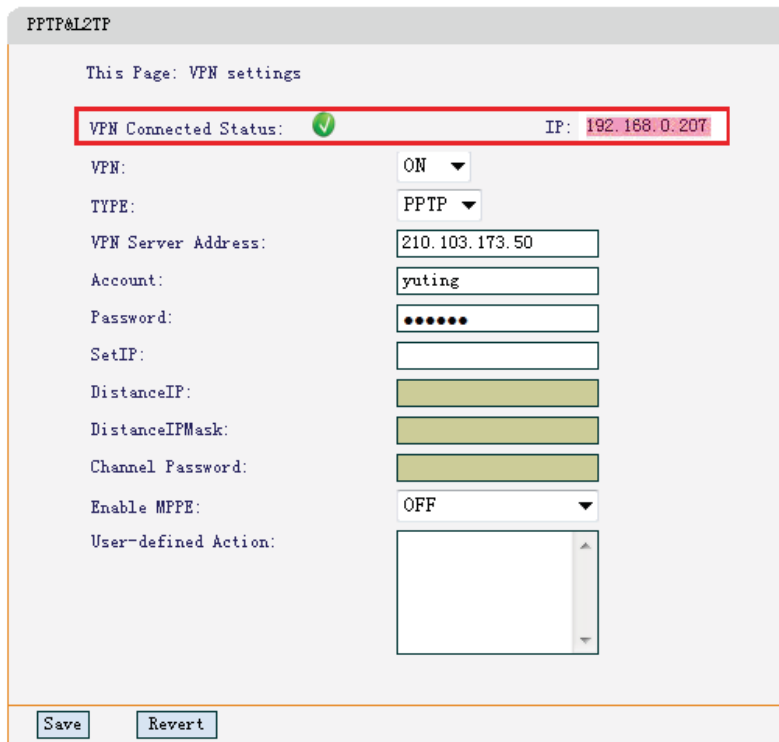 PPTP&L2TP
This Page: VPN settings
VPN Connected Status: IP: 192.168.0.207
VPN: ON
TYPE: PPTP
VPN Server Address: 210.103.173.50
Account: yuting
Password: ●●●●●●
SetIP:
DistanceIP:
DistanceIPMask:
Channel Password:
Enable MPPE: OFF
User-defined Action:
Save Revert